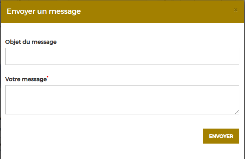 Envoyer un message
Objet du message
Votre message*
ENVOYER